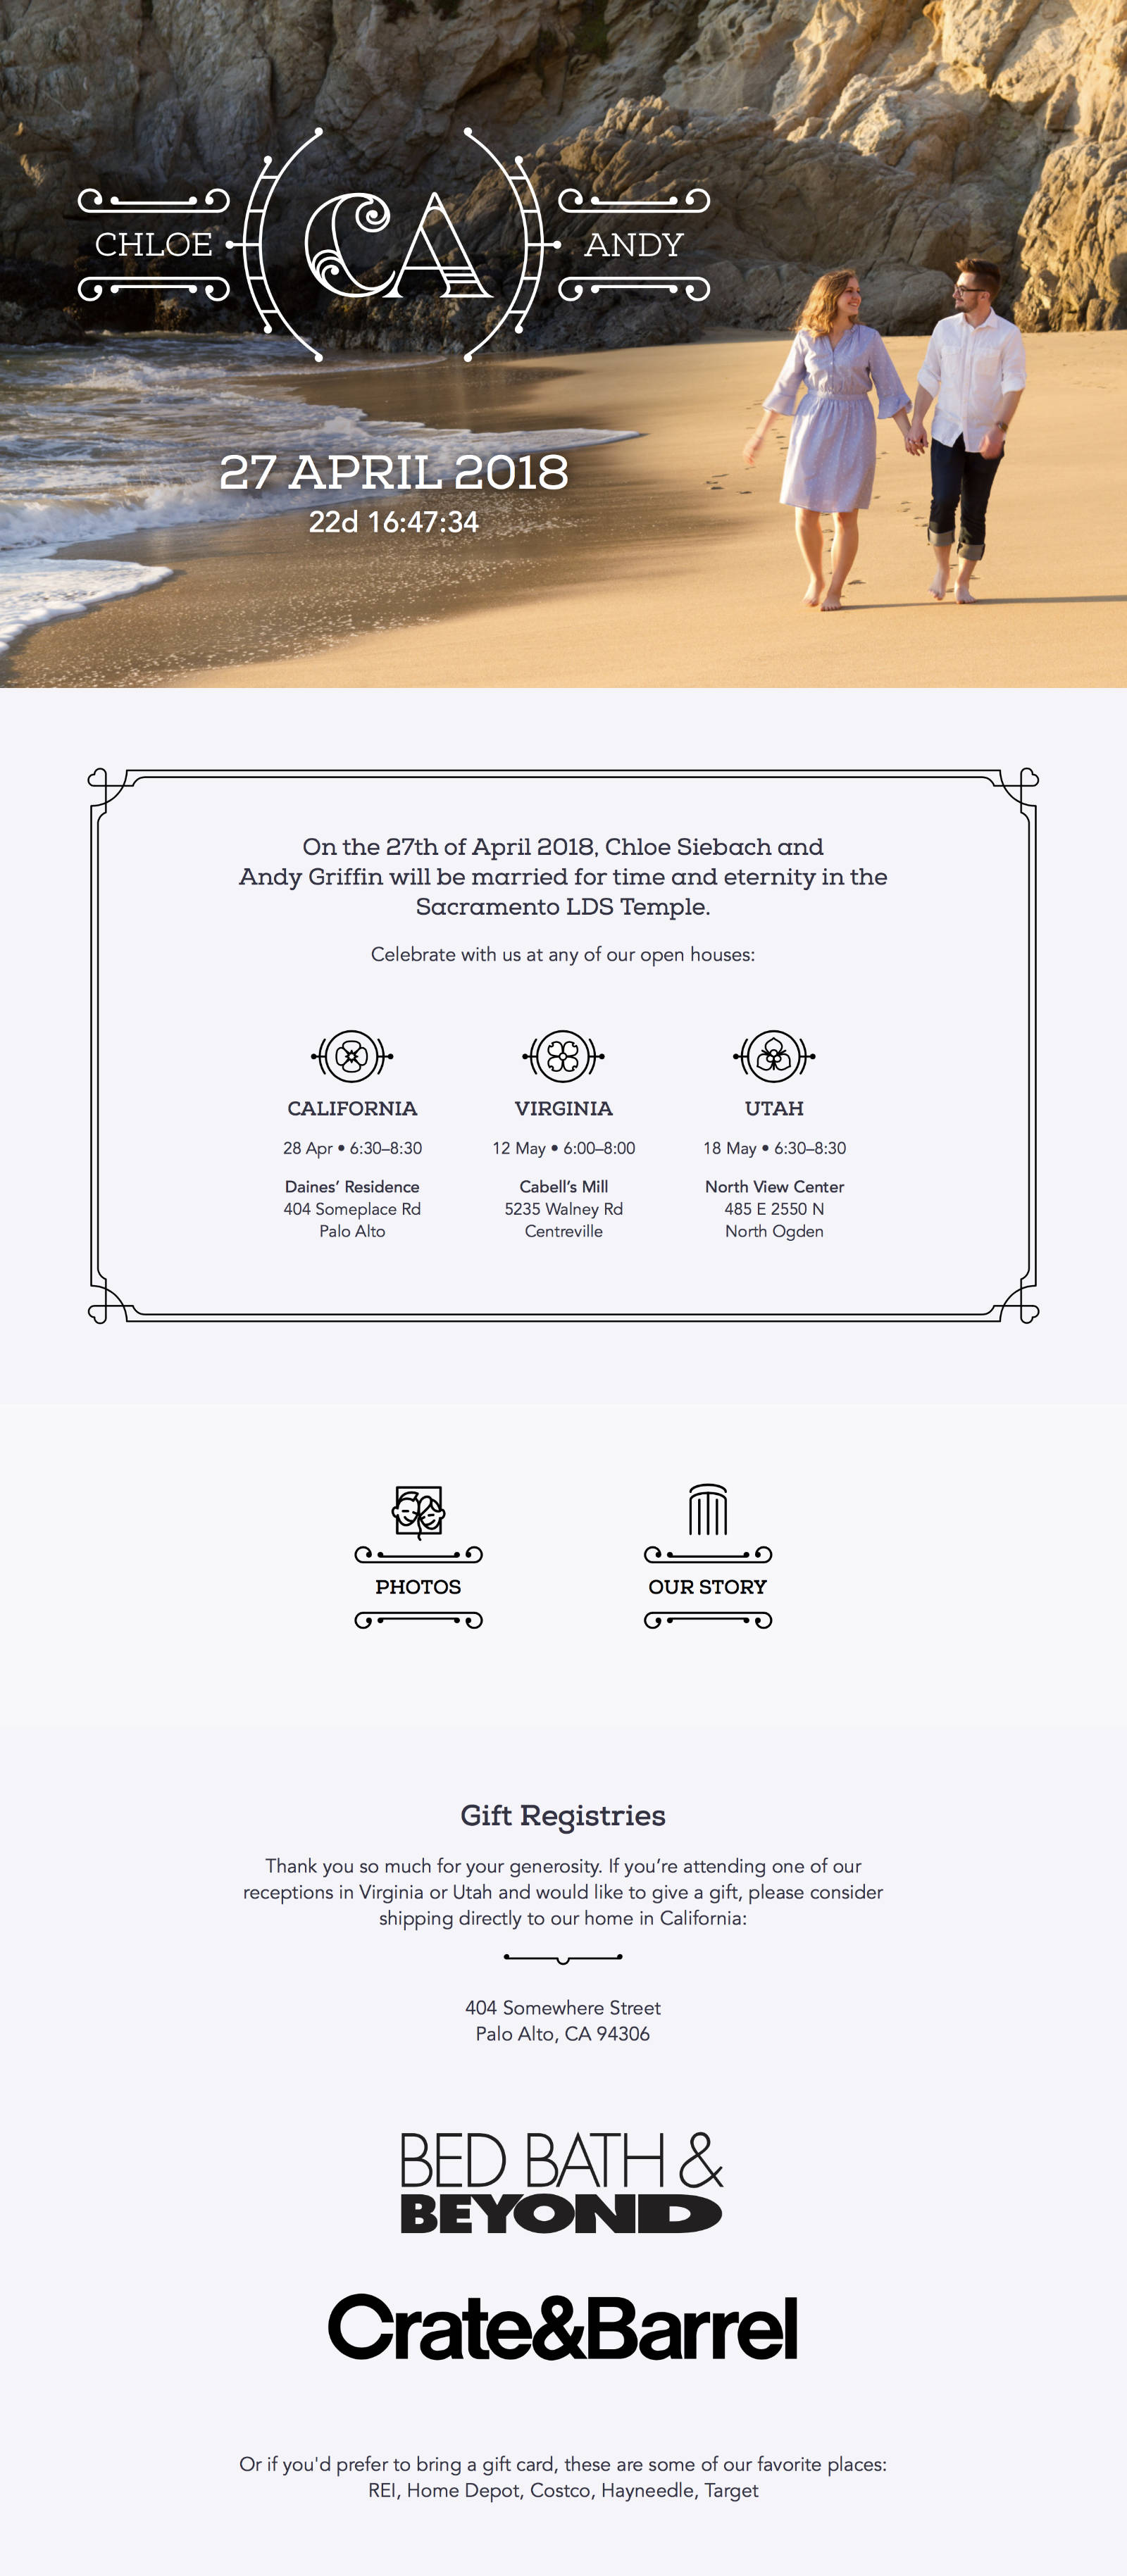 CHLOE
CA
ANDY
27 APRIL 2018
22d 16:47:34
On the 27th of April 2018, Chloe Siebach and
Andy Griffin will be married for time and eternity in the
Sacramento LDS Temple.
Celebrate with us at any of our open houses:
CALIFORNIA
28 Apr • 6:30–8:30
Daines’ Residence
404 Someplace Rd
Palo Alto
VIRGINIA
12 May • 6:00–8:00
Cabell’s Mill
5235 Walney Rd
Centreville
UTAH
18 May • 6:30–8:30
North View Center
485 E 2550 N
North Ogden
PHOTOS
OUR STORY
Gift Registries
Thank you so much for your generosity. If you’re attending one of our
receptions in Virginia or Utah and would like to give a gift, please consider
shipping directly to our home in California:
404 Somewhere Street
Palo Alto, CA 94306
BED BATH &
BEYOND
Crate&Barrel
Or if you'd prefer to bring a gift card, these are some of our favorite places:
REI, Home Depot, Costco, Hayneedle, Target